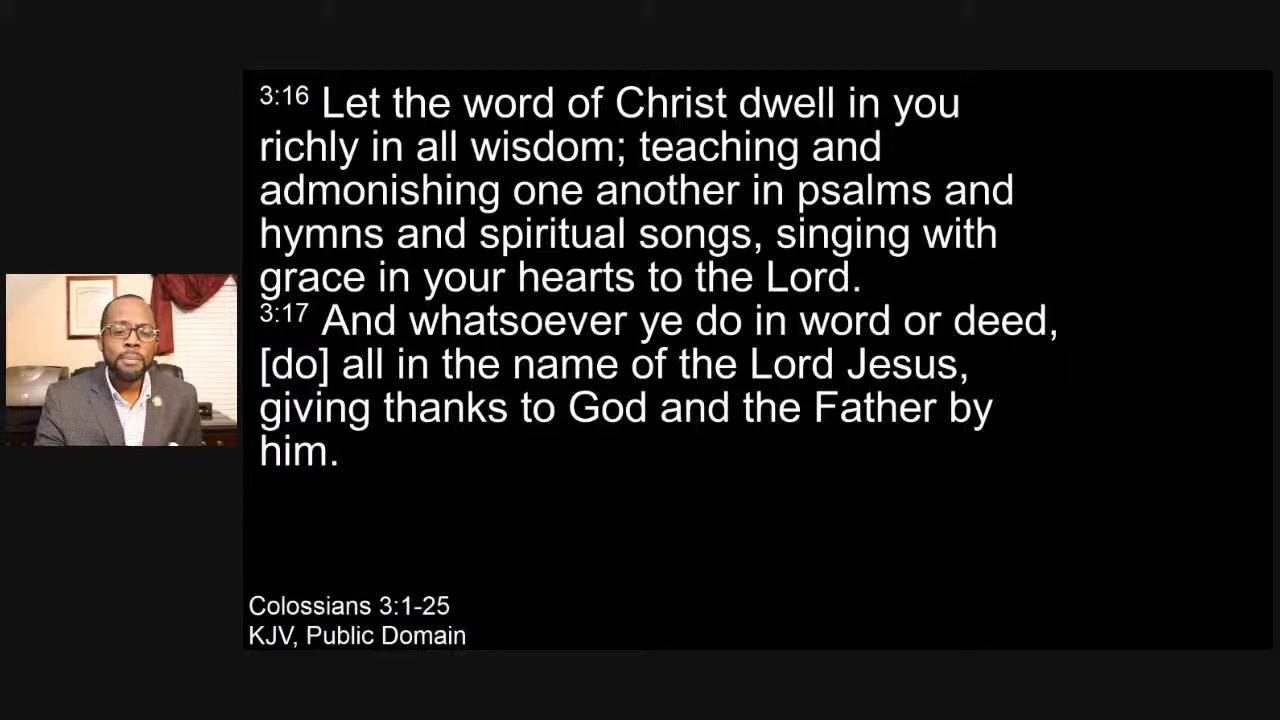 3:16 Let the word of Christ dwell in you
richly in all wisdom; teaching and
admonishing one another in psalms and
hymns and spiritual songs, singing with
grace in your hearts to the Lord.
3:17 And whatsoever ye do in word or deed,
[do] all in the name of the Lord Jesus,
giving thanks to God and the Father by
him.
Colossians 3:1-25
KJV, Public Domain